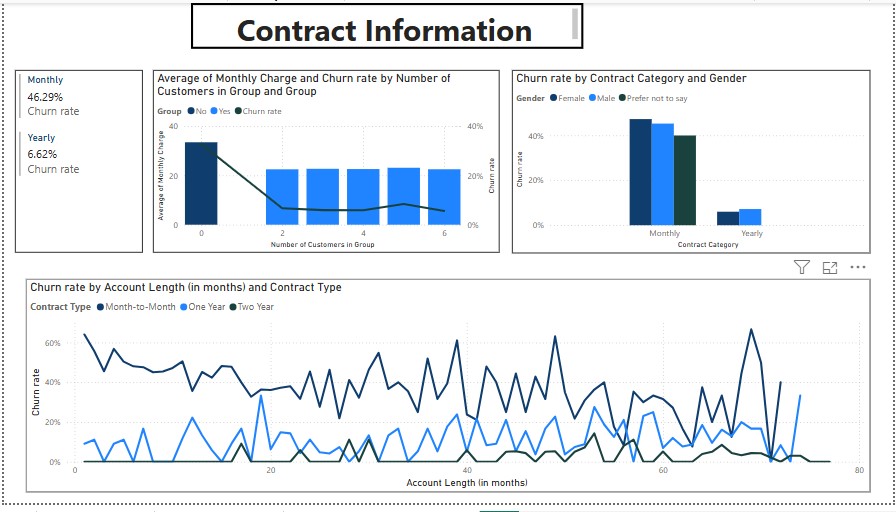 Contract Information
Monthly
46.29%
Churn rate
Yearly
6.62%
Churn rate
Average of Monthly Charge and Churn rate by Number of
Customers in Group and Group
Group No Yes Churn rate
Average of Monthly Charge
40
20
0
40%
20%
0%
Churn rate
0 2 4 6
Number of Customers in Group
Churn rate by Contract Category and Gender
Gender Female Male Prefer not to say
Churn rate
40%
20%
0%
Monthly Yearly
Contract Category
Churn rate by Account Length (in months) and Contract Type
Contract Type Month-to-Month One Year Two Year
Churn rate
60%
40%
20%
0%
0 20 40 60 80
Account Length (in months)